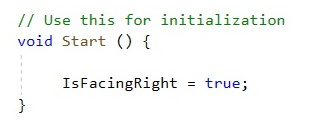 // Use this for initialization
void Start () {
IsFacingRight = true;
}